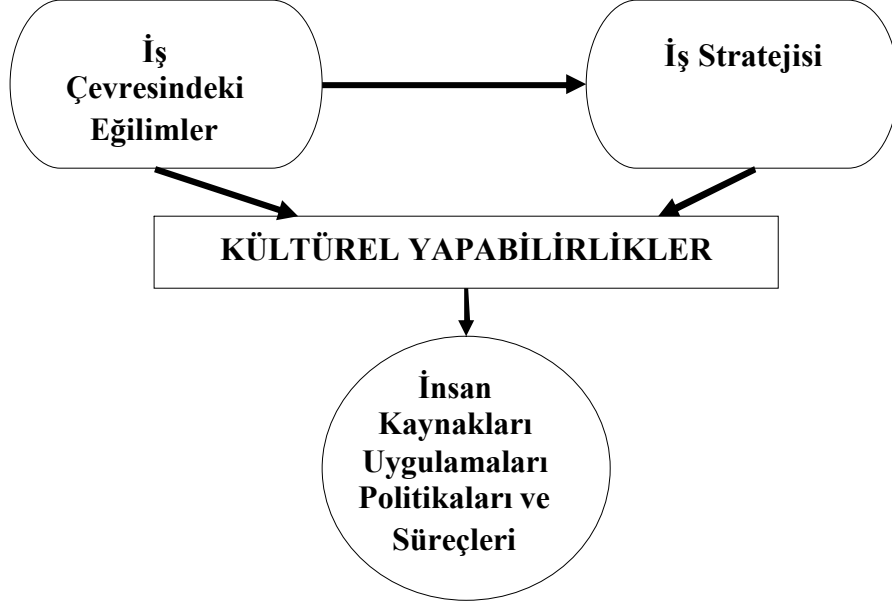 İş
Çevresindeki
Eğilimler
İş Stratejisi
KÜLTÜREL YAPABİLİRLİKLER
İnsan
Kaynakları
Uygulamaları
Politikaları ve
Süreçleri